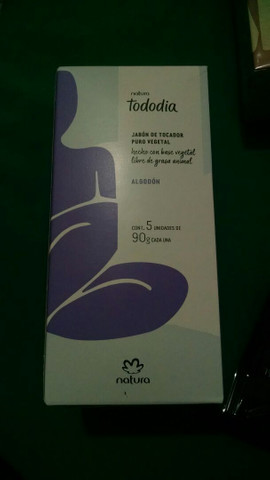 natura
tododia
JABÓN DE TOCADOR
PURO VEGETAL
hecho con base vegetal
libre de grasa animal
ALGODÓN
CONT. 5 UNIDADES DE
90g CADA UNA
natura